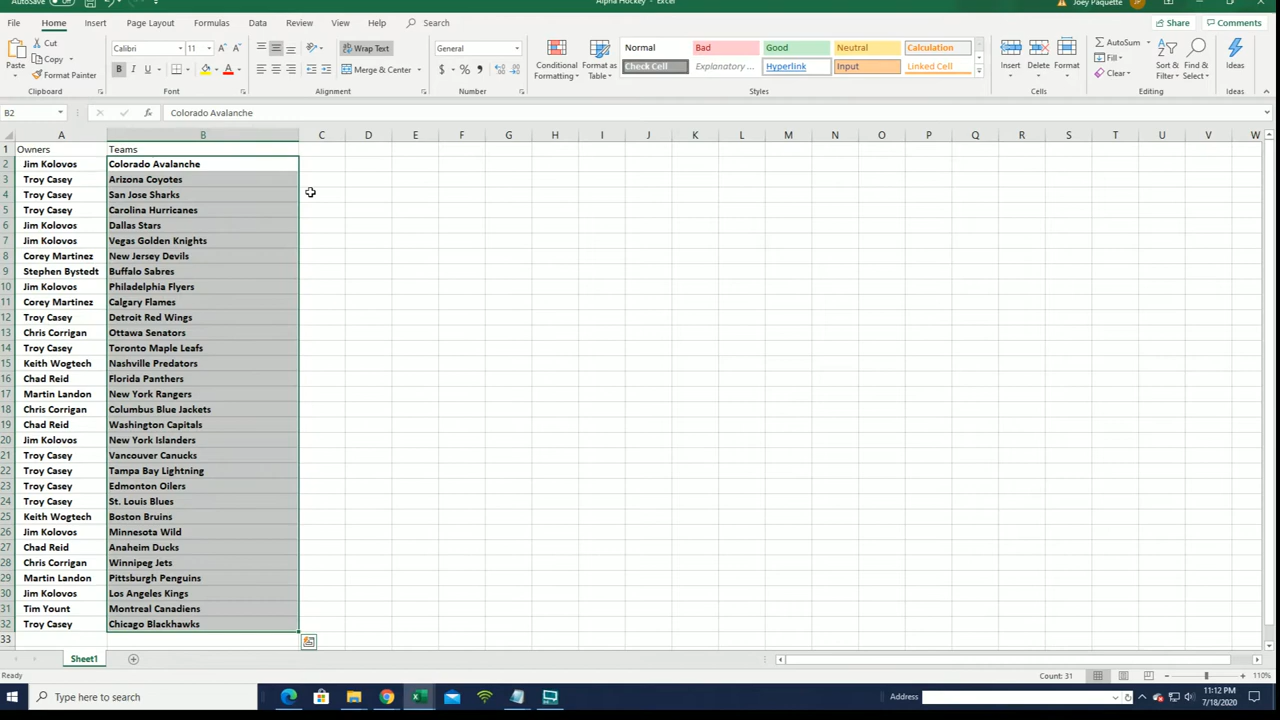 AutoSave Off Alpha Hockey - Excel Joey Paquette JP
File Home Insert Page Layout Formulas Data Review View Help Search Share Comments
Paste Cut Copy Format Painter Clipboard
Calibri 11 B I U A Font
Wrap Text Merge & Center Alignment
General $ % , Number
Conditional Formatting Format as Table
Normal Bad Good Neutral Calculation
Check Cell Explanatory ... Hyperlink Input Linked Cell
Styles
Insert Delete Format Cells
AutoSum Fill Clear Sort & Filter Find & Select Editing
Ideas Ideas
B2 fx Colorado Avalanche
A B C D E F G H I J K L M N O P Q R S T U V W
1 Owners Teams
2 Jim Kolovos Colorado Avalanche
3 Troy Casey Arizona Coyotes
4 Troy Casey San Jose Sharks
5 Troy Casey Carolina Hurricanes
6 Jim Kolovos Dallas Stars
7 Jim Kolovos Vegas Golden Knights
8 Corey Martinez New Jersey Devils
9 Stephen Bystedt Buffalo Sabres
10 Jim Kolovos Philadelphia Flyers
11 Corey Martinez Calgary Flames
12 Troy Casey Detroit Red Wings
13 Chris Corrigan Ottawa Senators
14 Troy Casey Toronto Maple Leafs
15 Keith Wogtech Nashville Predators
16 Chad Reid Florida Panthers
17 Martin Landon New York Rangers
18 Chris Corrigan Columbus Blue Jackets
19 Chad Reid Washington Capitals
20 Jim Kolovos New York Islanders
21 Troy Casey Vancouver Canucks
22 Troy Casey Tampa Bay Lightning
23 Troy Casey Edmonton Oilers
24 Troy Casey St. Louis Blues
25 Keith Wogtech Boston Bruins
26 Jim Kolovos Minnesota Wild
27 Chad Reid Anaheim Ducks
28 Chris Corrigan Winnipeg Jets
29 Martin Landon Pittsburgh Penguins
30 Jim Kolovos Los Angeles Kings
31 Tim Yount Montreal Canadiens
32 Troy Casey Chicago Blackhawks
33
Sheet1
Ready Count: 31 110%
Type here to search Address 11:12 PM
7/18/2020